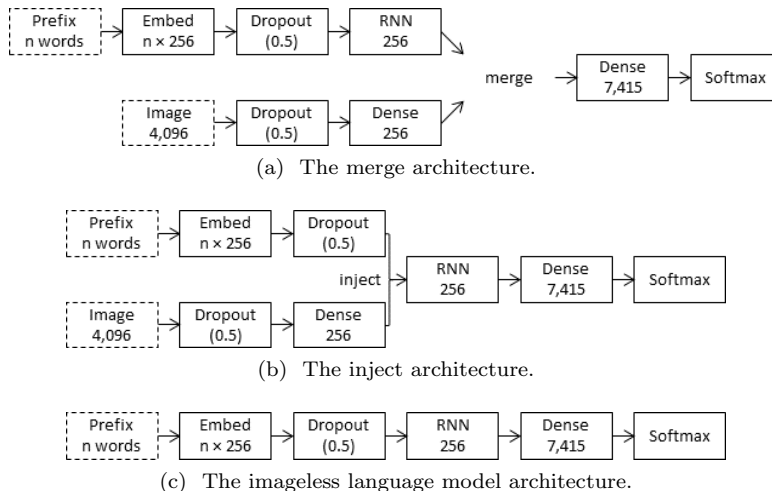 Prefix
n words
Embed
n × 256
Dropout
(0.5)
RNN
256
Image
4,096
Dropout
(0.5)
Dense
256
merge
Dense
7,415
Softmax
(a) The merge architecture.
Prefix
n words
Embed
n × 256
Dropout
(0.5)
Image
4,096
Dropout
(0.5)
Dense
256
inject
RNN
256
Dense
7,415
Softmax
(b) The inject architecture.
Prefix
n words
Embed
n × 256
Dropout
(0.5)
RNN
256
Dense
7,415
Softmax
(c) The imageless language model architecture.